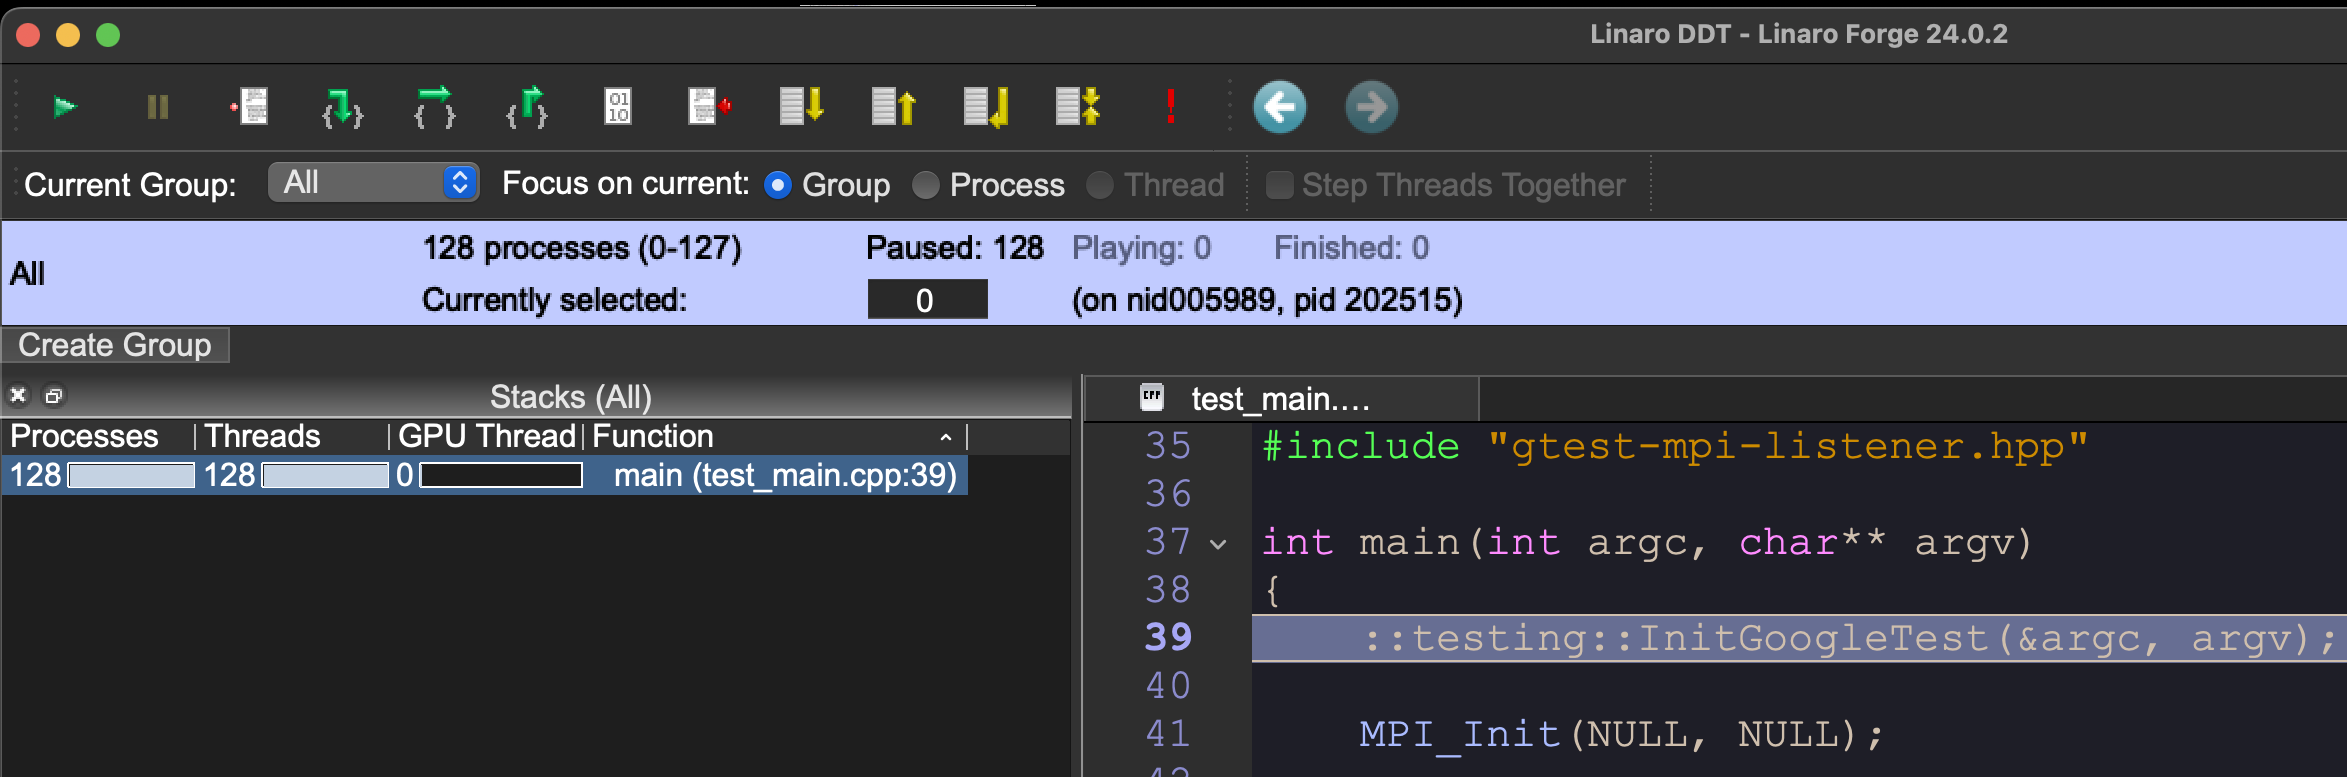 Linaro DDT - Linaro Forge 24.0.2
01
10
Current Group: All Focus on current: Group Process Thread Step Threads Together
All
128 processes (0-127) Paused: 128 Playing: 0 Finished: 0
Currently selected: 0 (on nid005989, pid 202515)
Create Group
Stacks (All)
Processes Threads GPU Thread Function
128 128 0 main (test_main.cpp:39)
CPP test_main....
35 #include "gtest-mpi-listener.hpp"
36
37 int main(int argc, char** argv)
38 {
39 ::testing::InitGoogleTest(&argc, argv);
40
41 MPI_Init(NULL, NULL);